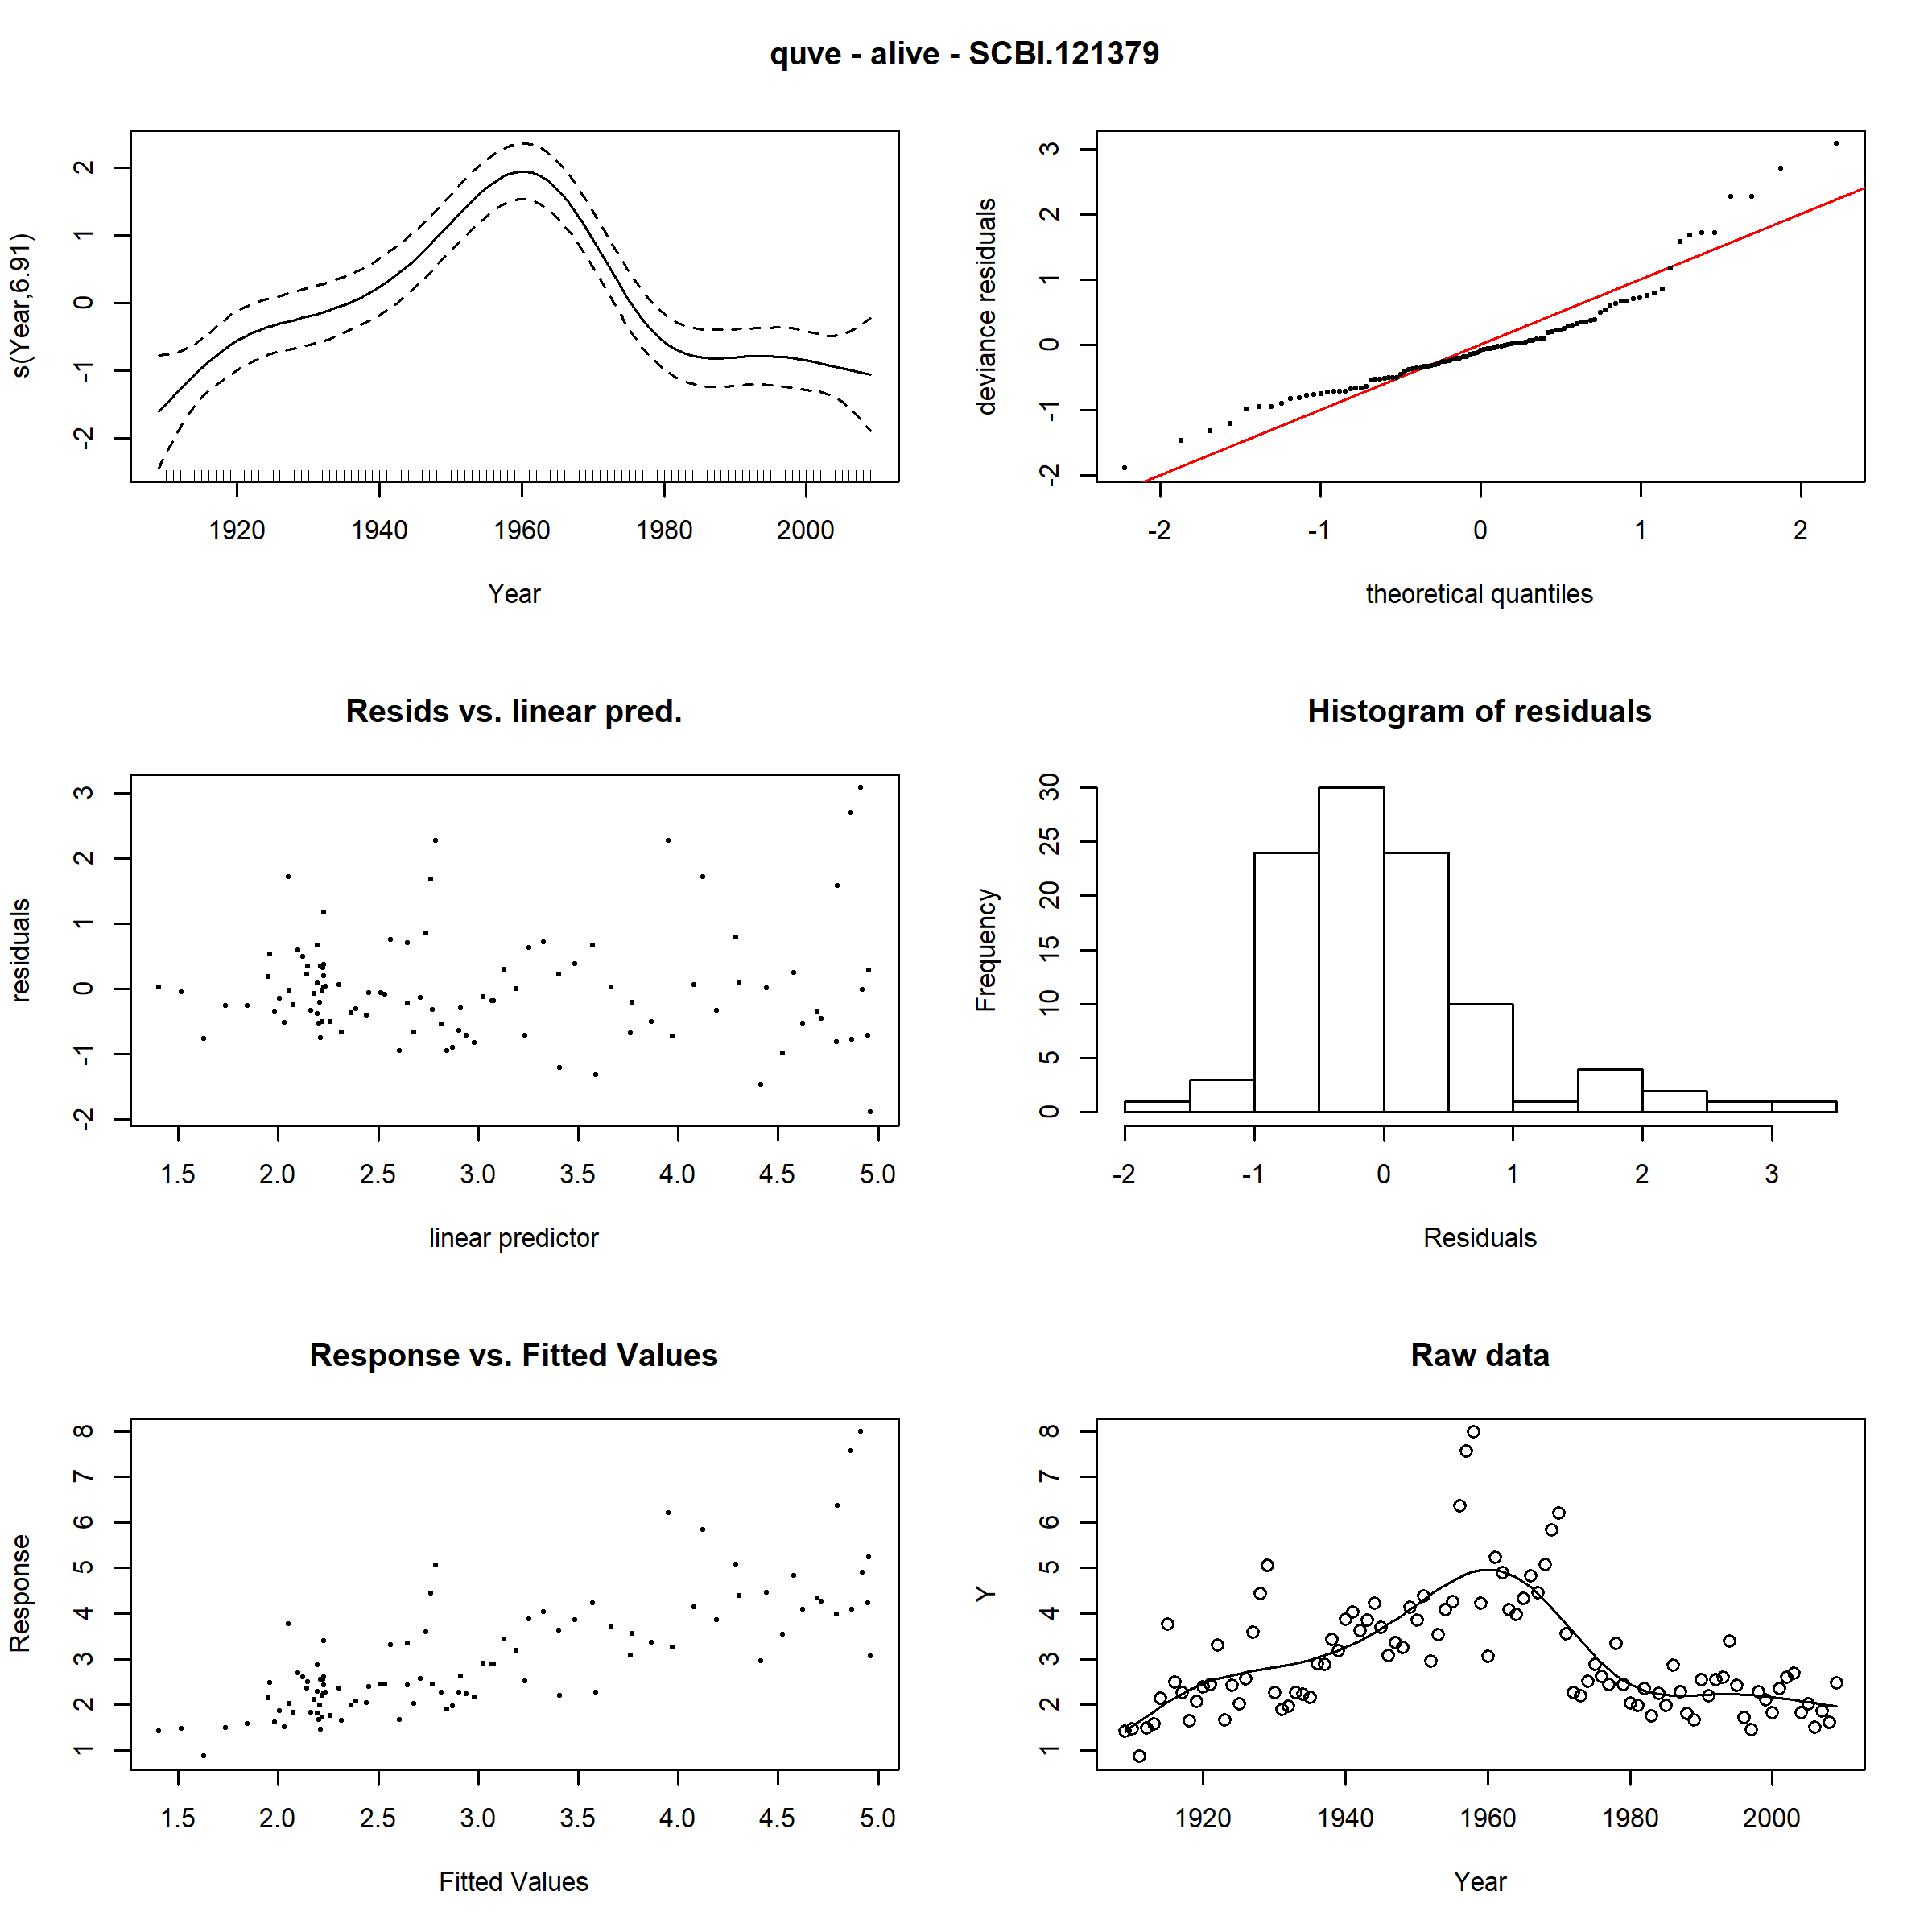 quve - alive - SCBI.121379
s(Year,6.91)
2
1
0
-1
-2
1920 1940 1960 1980 2000
Year
deviance residuals
3
2
1
0
-1
-2
-2 -1 0 1 2
theoretical quantiles
Resids vs. linear pred.
residuals
3
2
1
0
-1
-2
1.5 2.0 2.5 3.0 3.5 4.0 4.5 5.0
linear predictor
Histogram of residuals
Frequency
30
25
20
15
10
5
0
-2 -1 0 1 2 3
Residuals
Response vs. Fitted Values
Response
8
7
6
5
4
3
2
1
1.5 2.0 2.5 3.0 3.5 4.0 4.5 5.0
Fitted Values
Raw data
Y
8
7
6
5
4
3
2
1
1920 1940 1960 1980 2000
Year